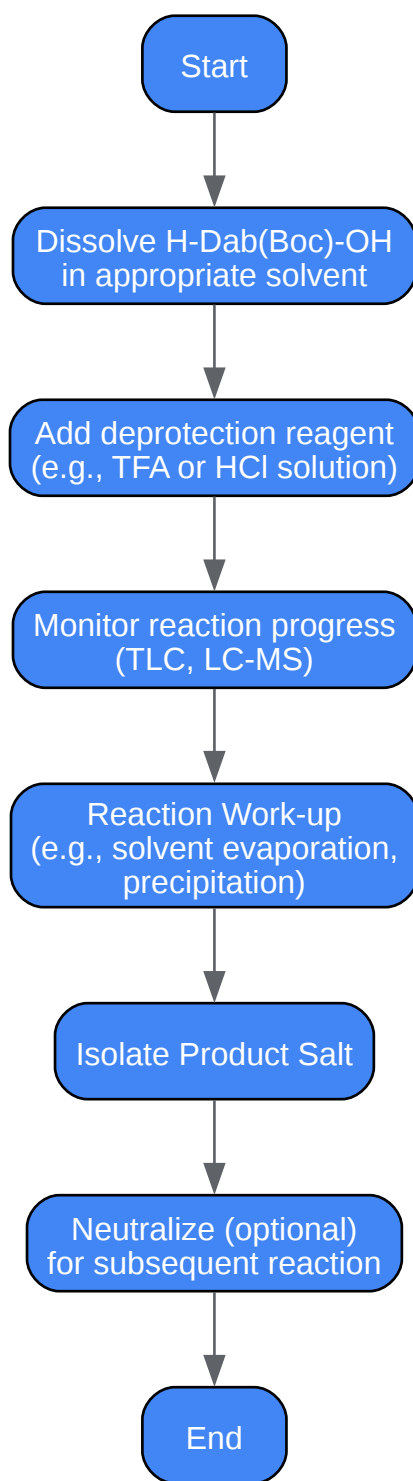 Start
Dissolve H-Dab(Boc)-OH
in appropriate solvent
Add deprotection reagent
(e.g., TFA or HCl solution)
Monitor reaction progress
(TLC, LC-MS)
Reaction Work-up
(e.g., solvent evaporation,
precipitation)
Isolate Product Salt
Neutralize (optional)
for subsequent reaction
End